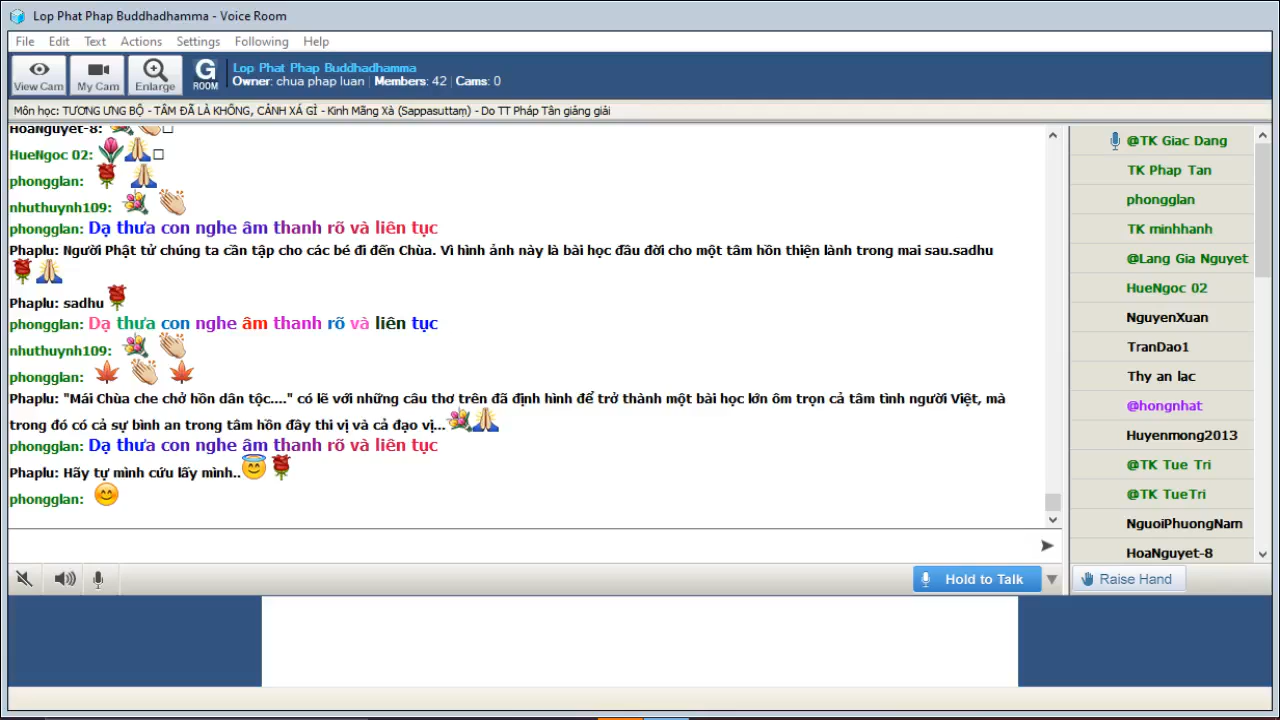 Lop Phat Phap Buddhadhamma - Voice Room
File Edit Text Actions Settings Following Help
View Cam My Cam Enlarge G ROOM Lop Phat Phap Buddhadhamma
Owner: chua phap luan | Members: 42 | Cams: 0
Môn học: TƯƠNG ƯNG BỘ - TÂM ĐÃ LÀ KHÔNG, CẢNH XÁ GÌ - Kinh Mãng Xà (Sappasuttaṃ) - Do TT Pháp Tân giảng giải
HoaNguyet-8:
HueNgoc 02:
phongglan:
nhuthuynh109:
phongglan: Dạ thưa con nghe âm thanh rõ và liên tục
Phaplu: Người Phật tử chúng ta cần tập cho các bé đi đến Chùa. Vì hình ảnh này là bài học đầu đời cho một tâm hồn thiện lành trong mai sau.sadhu
Phaplu: sadhu
phongglan: Dạ thưa con nghe âm thanh rõ và liên tục
nhuthuynh109:
phongglan:
Phaplu: "Mái Chùa che chở hồn dân tộc...." có lẽ với những câu thơ trên đã định hình để trở thành một bài học lớn ôm trọn cả tâm tình người Việt, mà
trong đó có cả sự bình an trong tâm hồn đầy thi vị và cả đạo vị...
phongglan: Dạ thưa con nghe âm thanh rõ và liên tục
Phaplu: Hãy tự mình cứu lấy mình..
phongglan:
Hold to Talk
@TK Giac Dang
TK Phap Tan
phongglan
TK minhhanh
@Lang Gia Nguyet
HueNgoc 02
NguyenXuan
TranDao1
Thy an lac
@hongnhat
Huyenmong2013
@TK Tue Tri
@TK TueTri
NguoiPhuongNam
HoaNguyet-8
Raise Hand